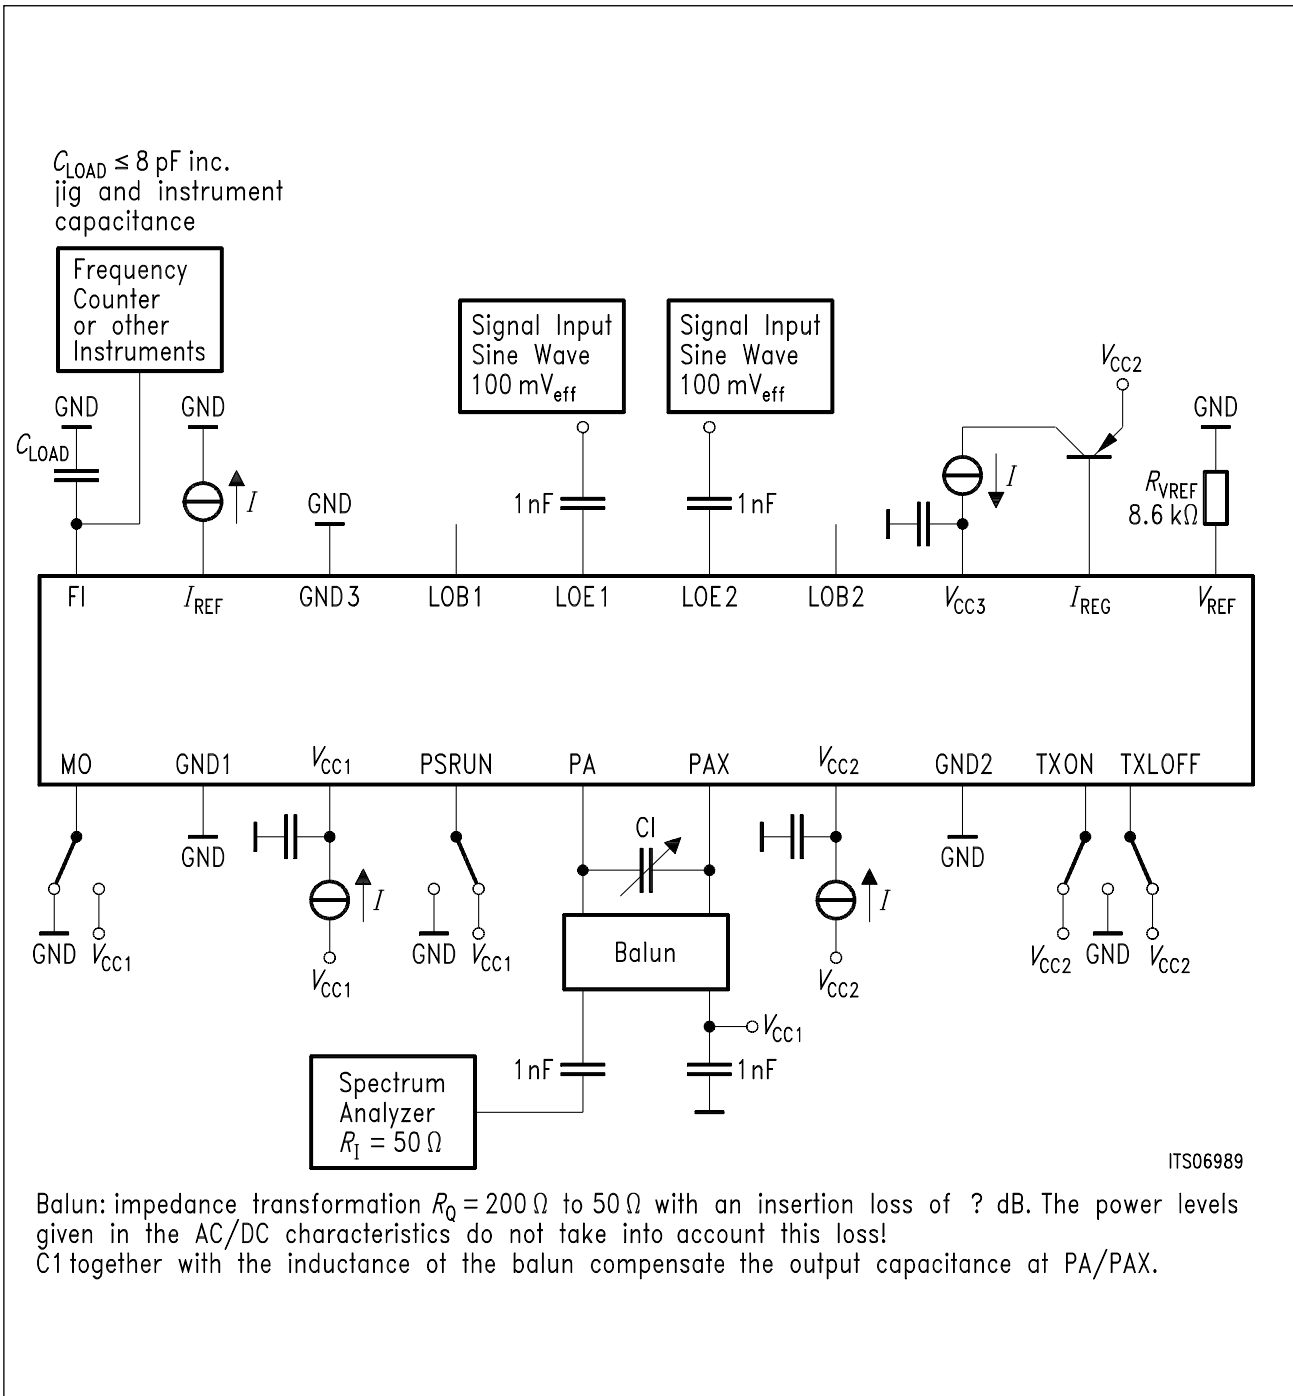 C_LOAD ≤ 8 pF inc.
jig and instrument
capacitance
Frequency
Counter
or other
Instruments
Signal Input
Sine Wave
100 mV_eff
Signal Input
Sine Wave
100 mV_eff
V_CC2
GND
GND
GND
C_LOAD
I
GND
1 nF
1 nF
I
R_VREF
8.6 kΩ
FI
I_REF
GND3
LOB1
LOE1
LOE2
LOB2
V_CC3
I_REG
V_REF
MO
GND1
V_CC1
PSRUN
PA
PAX
V_CC2
GND2
TXON
TXLOFF
GND
CI
GND
I
I
GND
V_CC1
V_CC1
GND
V_CC1
Balun
V_CC2
V_CC2
GND
V_CC2
V_CC1
1 nF
1 nF
Spectrum
Analyzer
R_I = 50 Ω
ITS06989
Balun: impedance transformation R_Q = 200 Ω to 50 Ω with an insertion loss of ? dB. The power levels
given in the AC/DC characteristics do not take into account this loss!
C1 together with the inductance ot the balun compensate the output capacitance at PA/PAX.